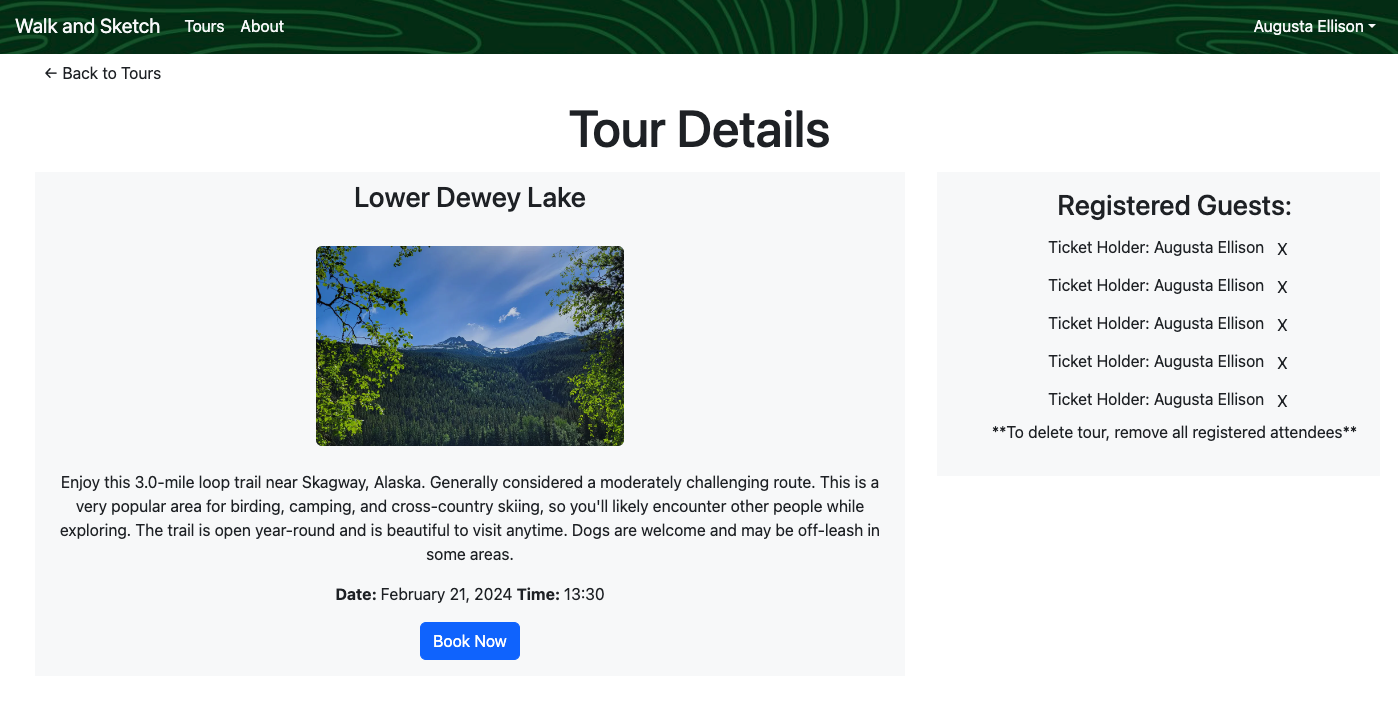 Walk and Sketch Tours About Augusta Ellison
← Back to Tours
Tour Details
Lower Dewey Lake
Enjoy this 3.0-mile loop trail near Skagway, Alaska. Generally considered a moderately challenging route. This is a
very popular area for birding, camping, and cross-country skiing, so you'll likely encounter other people while
exploring. The trail is open year-round and is beautiful to visit anytime. Dogs are welcome and may be off-leash in
some areas.
Date: February 21, 2024 Time: 13:30
Book Now
Registered Guests:
Ticket Holder: Augusta Ellison X
Ticket Holder: Augusta Ellison X
Ticket Holder: Augusta Ellison X
Ticket Holder: Augusta Ellison X
Ticket Holder: Augusta Ellison X
**To delete tour, remove all registered attendees**